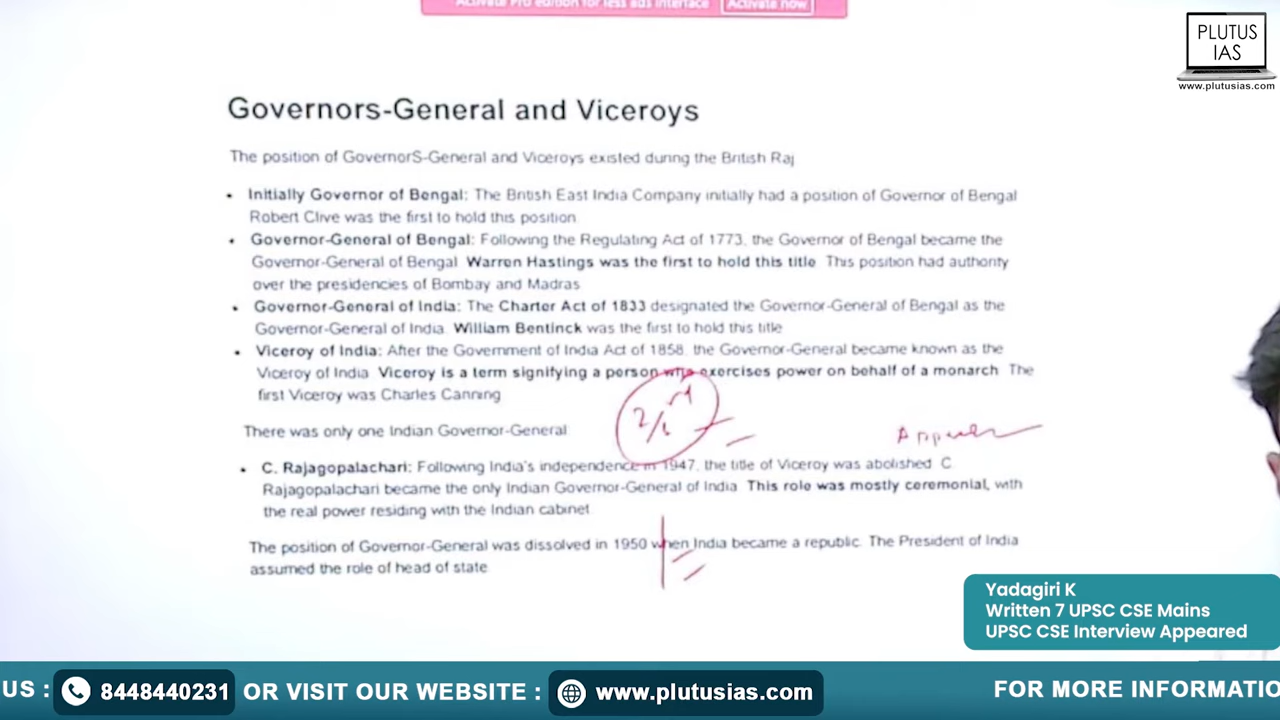 Activate Pro edition for less ads interface Activate now
PLUTUS
IAS
www.plutusias.com
Governors-General and Viceroys
The position of GovernorS-General and Viceroys existed during the British Raj
• Initially Governor of Bengal: The British East India Company initially had a position of Governor of Bengal
Robert Clive was the first to hold this position
• Governor-General of Bengal: Following the Regulating Act of 1773, the Governor of Bengal became the
Governor-General of Bengal Warren Hastings was the first to hold this title This position had authority
over the presidencies of Bombay and Madras
• Governor-General of India: The Charter Act of 1833 designated the Governor-General of Bengal as the
Governor-General of India. William Bentinck was the first to hold this title
• Viceroy of India: After the Government of India Act of 1858, the Governor-General became known as the
Viceroy of India. Viceroy is a term signifying a person who exercises power on behalf of a monarch. The
first Viceroy was Charles Canning
2/3 rd
There was only one Indian Governor-General
• C. Rajagopalachari: Following India's independence in 1947, the title of Viceroy was abolished C.
Rajagopalachari became the only Indian Governor-General of India This role was mostly ceremonial, with
the real power residing with the Indian cabinet
The position of Governor-General was dissolved in 1950 when India became a republic. The President of India
assumed the role of head of state
Yadagiri K
Written 7 UPSC CSE Mains
UPSC CSE Interview Appeared
US : 8448440231 OR VISIT OUR WEBSITE : www.plutusias.com FOR MORE INFORMATIO